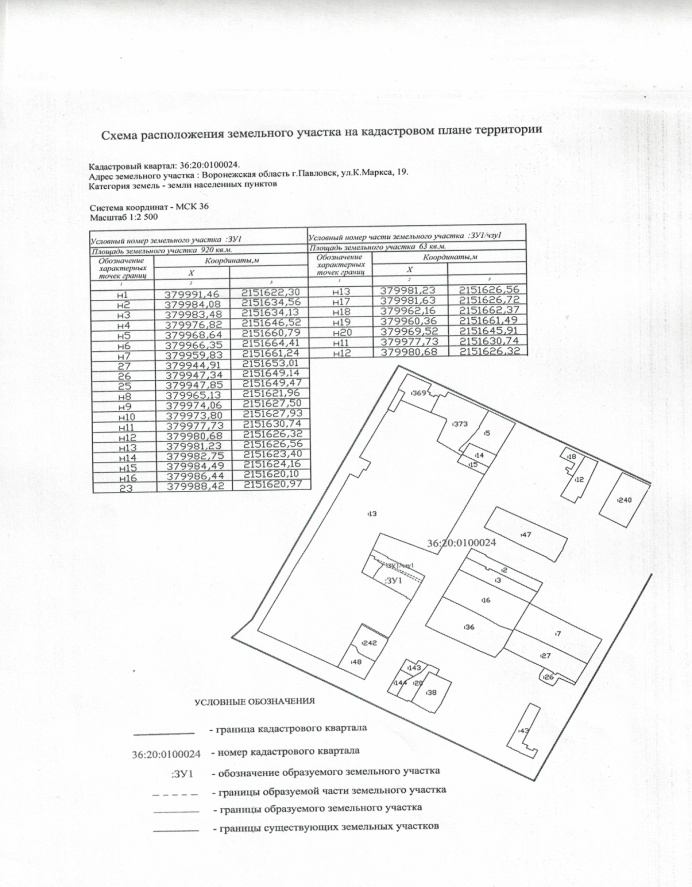 Схема расположения земельного участка на кадастровом плане территории
Кадастровый квартал: 36:20:0100024.
Адрес земельного участка : Воронежская область г.Павловск, ул.К.Маркса, 19.
Категория земель - земли населенных пунктов
Система координат - МСК 36
Масштаб 1:2 500
Условный номер земельного участка :ЗУ1
Площадь земельного участка 920 кв.м.
Обозначение характерных точек границ
Координаты,м
X
1 2 3
н1 379991,46 2151622,30
н2 379984,08 2151634,56
н3 379983,48 2151634,13
н4 379976,82 2151646,52
н5 379968,64 2151660,79
н6 379966,35 2151664,41
н7 379959,83 2151661,24
27 379944,91 2151653,01
26 379947,34 2151649,14
25 379947,85 2151649,47
н8 379965,13 2151621,96
н9 379974,06 2151627,50
н10 379973,80 2151627,93
н11 379977,73 2151630,74
н12 379980,68 2151626,32
н13 379981,23 2151626,56
н14 379982,75 2151623,40
н15 379984,49 2151624,16
н16 379986,44 2151620,10
23 379988,42 2151620,97
Условный номер части земельного участка :ЗУ1/чзу1
Площадь земельного участка 63 кв.м.
Обозначение характерных точек границ
Координаты,м
X
1 2 3
н13 379981,23 2151626,56
н17 379981,63 2151626,72
н18 379962,16 2151662,37
н19 379960,36 2151661,49
н20 379969,52 2151645,91
н11 379977,73 2151630,74
н12 379980,68 2151626,32
:369
:373
:5
:14
:15
:18
:12
:240
:13
:47
36:20:0100024
:2
:3
:ЗУ1
:16
:36
:7
:27
:242
:48
:143
:144
:20
:38
:26
:43
УСЛОВНЫЕ ОБОЗНАЧЕНИЯ
- граница кадастрового квартала
36:20:0100024 - номер кадастрового квартала
:ЗУ1 - обозначение образуемого земельного участка
- границы образуемой части земельного участка
- границы образуемого земельного участка
- границы существующих земельных участков